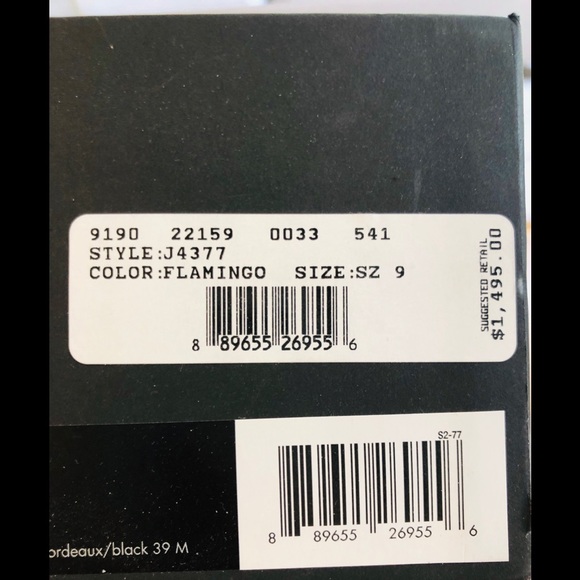 9190 22159 0033 541
STYLE:J4377
COLOR:FLAMINGO SIZE:SZ 9
8 89655 26955 6
SUGGESTED RETAIL
$1,495.00
S2-77
8 89655 26955 6
ordeaux/black 39 M